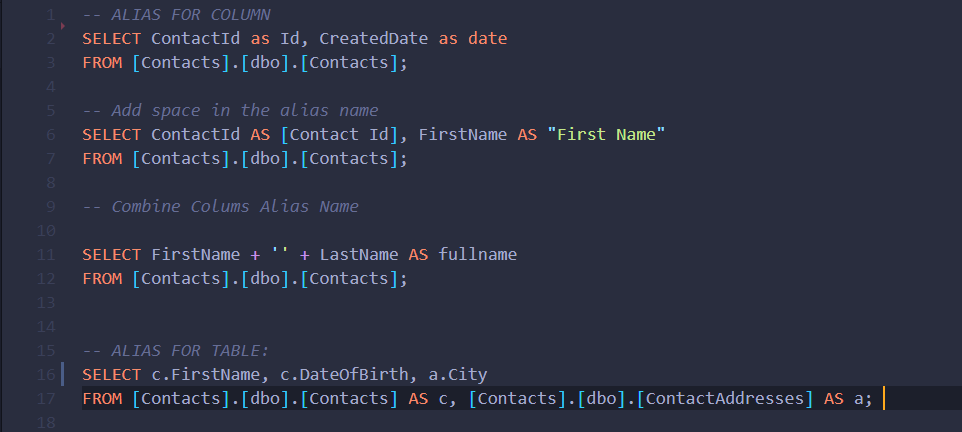 1 -- ALIAS FOR COLUMN
2 SELECT ContactId as Id, CreatedDate as date
3 FROM [Contacts].[dbo].[Contacts];
4
5 -- Add space in the alias name
6 SELECT ContactId AS [Contact Id], FirstName AS "First Name"
7 FROM [Contacts].[dbo].[Contacts];
8
9 -- Combine Colums Alias Name
10
11 SELECT FirstName + '' + LastName AS fullname
12 FROM [Contacts].[dbo].[Contacts];
13
14
15 -- ALIAS FOR TABLE:
16 SELECT c.FirstName, c.DateOfBirth, a.City
17 FROM [Contacts].[dbo].[Contacts] AS c, [Contacts].[dbo].[ContactAddresses] AS a;
18